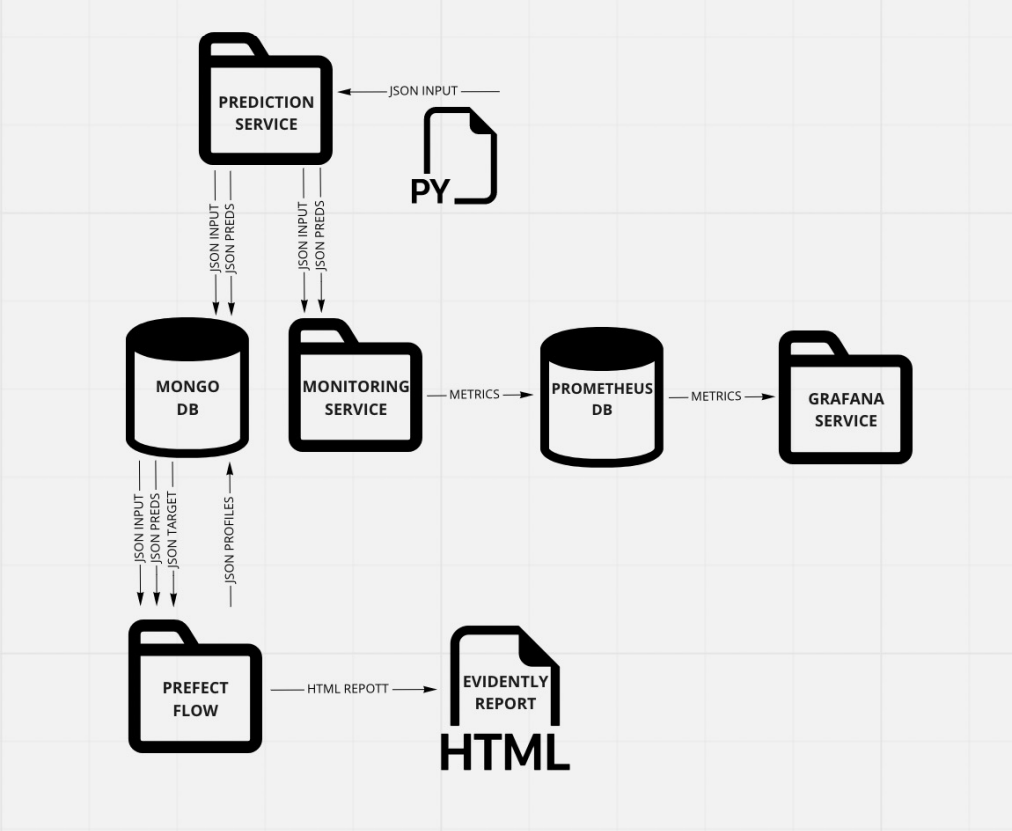 PREDICTION
SERVICE
JSON INPUT
PY
JSON INPUT
JSON PREDS
JSON INPUT
JSON PREDS
MONGO
DB
MONITORING
SERVICE
METRICS
PROMETHEUS
DB
METRICS
GRAFANA
SERVICE
JSON INPUT
JSON PREDS
JSON TARGET
JSON PROFILES
PREFECT
FLOW
HTML REPOTT
EVIDENTLY
REPORT
HTML